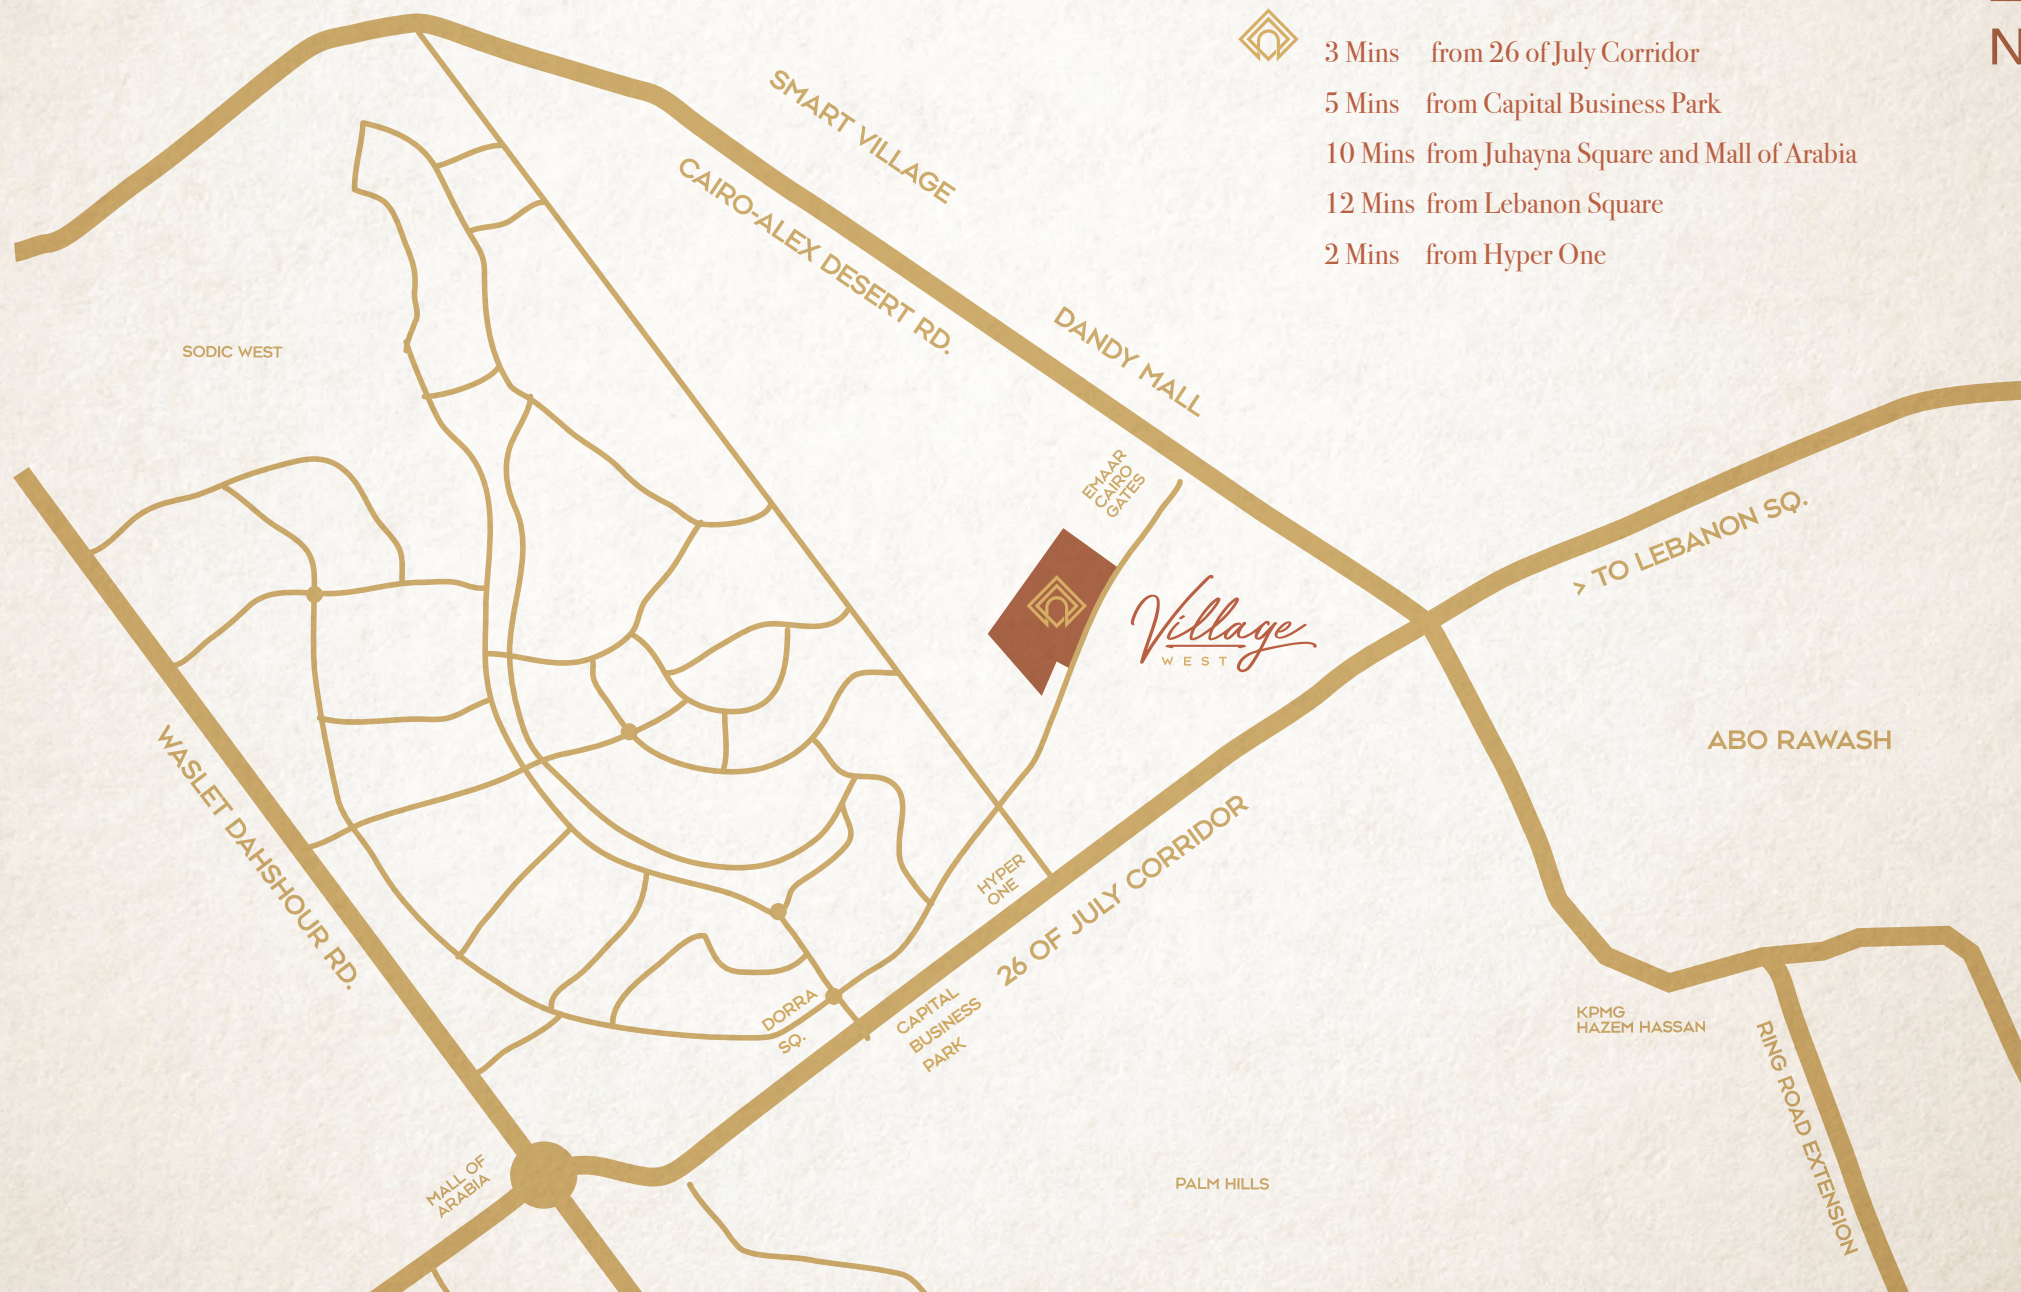 3 Mins from 26 of July Corridor
5 Mins from Capital Business Park
10 Mins from Juhayna Square and Mall of Arabia
12 Mins from Lebanon Square
2 Mins from Hyper One
N
SMART VILLAGE
CAIRO-ALEX DESERT RD.
DANDY MALL
SODIC WEST
EMAAR
CAIRO
GATES
> TO LEBANON SQ.
Village
WEST
ABO RAWASH
WASLET DAHSHOUR RD.
26 OF JULY CORRIDOR
HYPER
ONE
DORRA
SQ.
CAPITAL
BUSINESS
PARK
KPMG
HAZEM HASSAN
RING ROAD EXTENSION
MALL OF
ARABIA
PALM HILLS